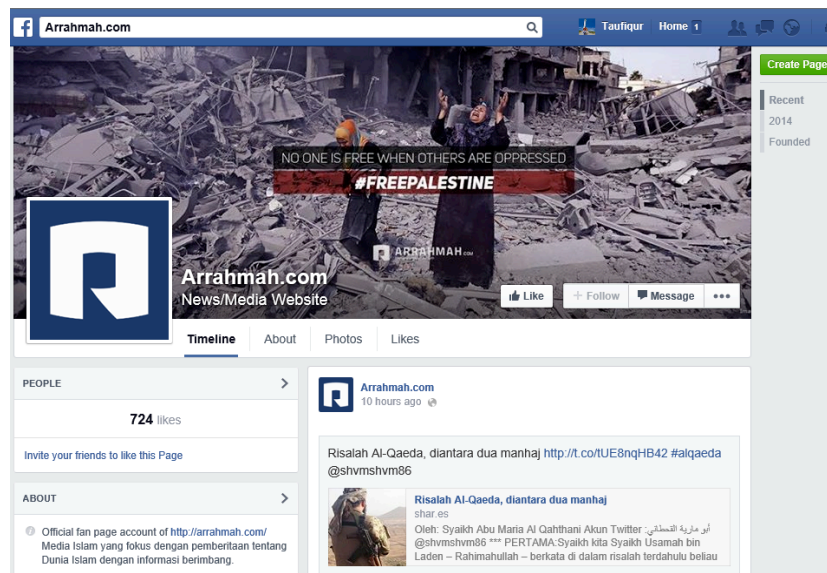 Arrahmah.com
Taufiqur Home 1
Create Page
Recent
2014
Founded
NO ONE IS FREE WHEN OTHERS ARE OPPRESSED
#FREEPALESTINE
ARRAHMAH.COM
Arrahmah.com
News/Media Website
Like
+ Follow
Message
Timeline About Photos Likes
PEOPLE
724 likes
Invite your friends to like this Page
ABOUT
Official fan page account of http://arrahmah.com/
Media Islam yang fokus dengan pemberitaan tentang
Dunia Islam dengan informasi berimbang.
Arrahmah.com
10 hours ago
Risalah Al-Qaeda, diantara dua manhaj http://t.co/tUE8nqHB42 #alqaeda
@shvmshvm86
Risalah Al-Qaeda, diantara dua manhaj
shar.es
Oleh: Syaikh Abu Maria Al Qahthani Akun Twitter :أبو مارية القحطاني
@shvmshvm86 *** PERTAMA:Syaikh kita Syaikh Usamah bin
Laden – Rahimahullah – berkata di dalam risalah terdahulu beliau